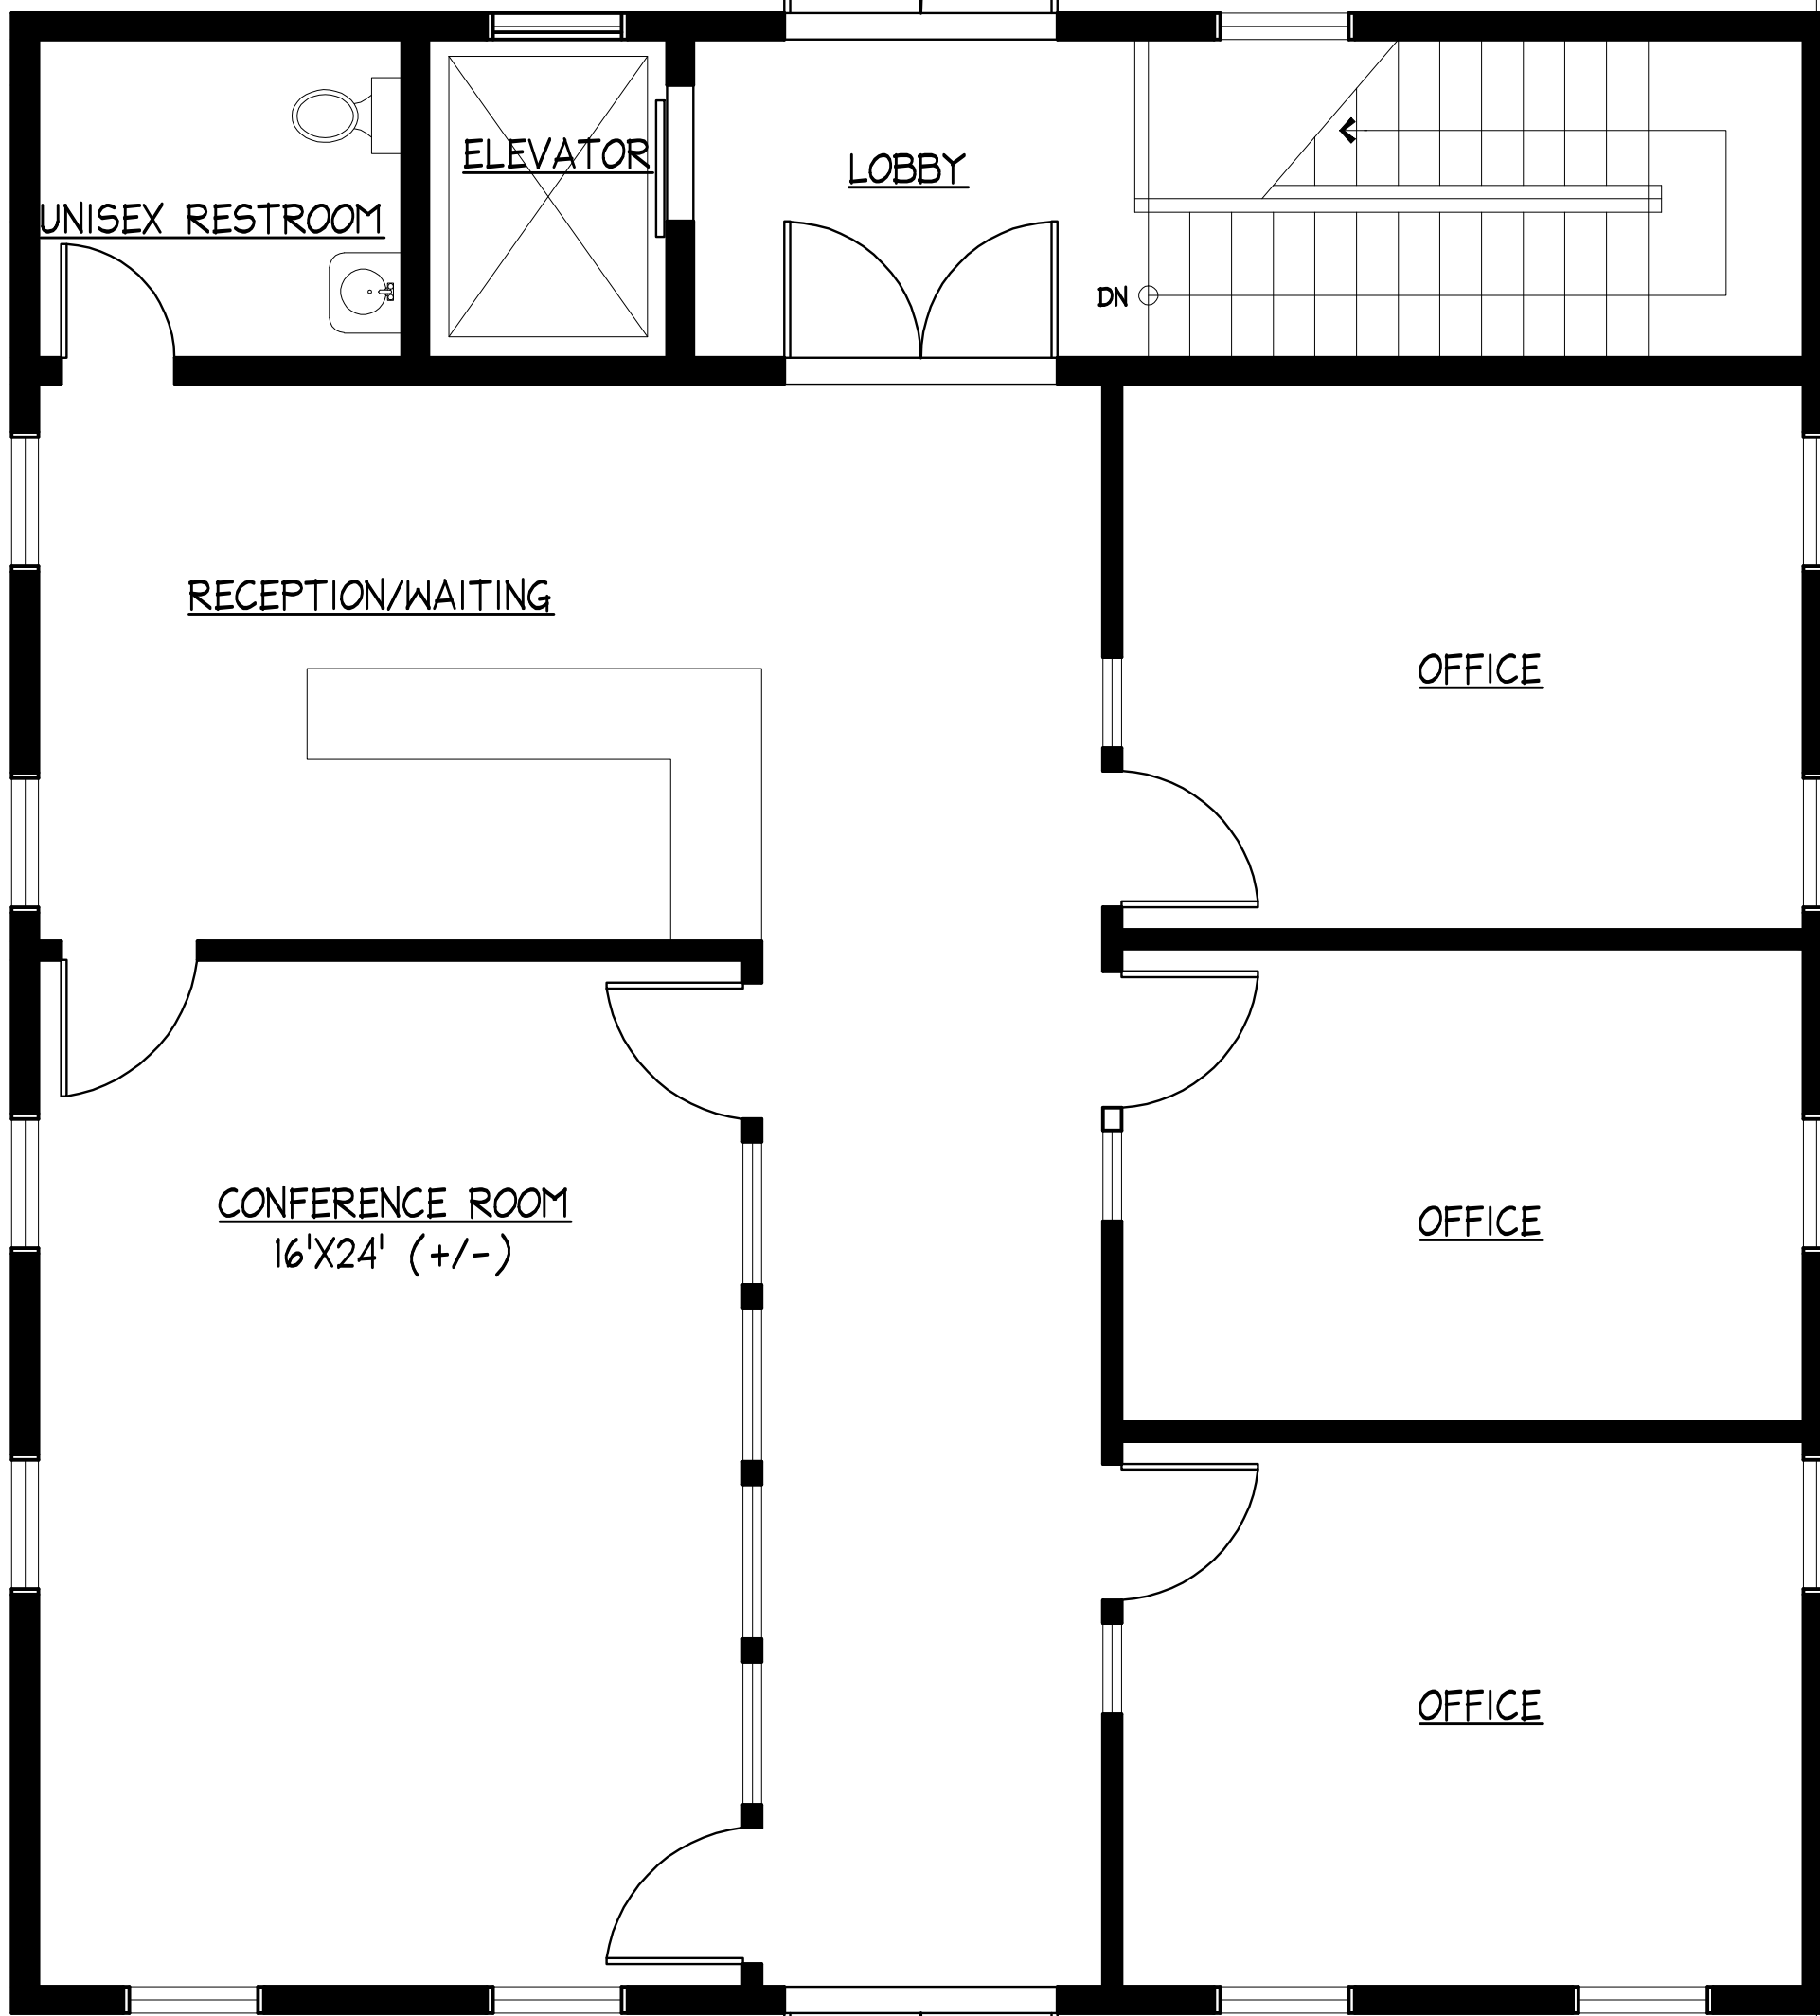 ELEVATOR
LOBBY
UNISEX RESTROOM
DN
RECEPTION/WAITING
OFFICE
CONFERENCE ROOM
16'X24' (+/-)
OFFICE
OFFICE